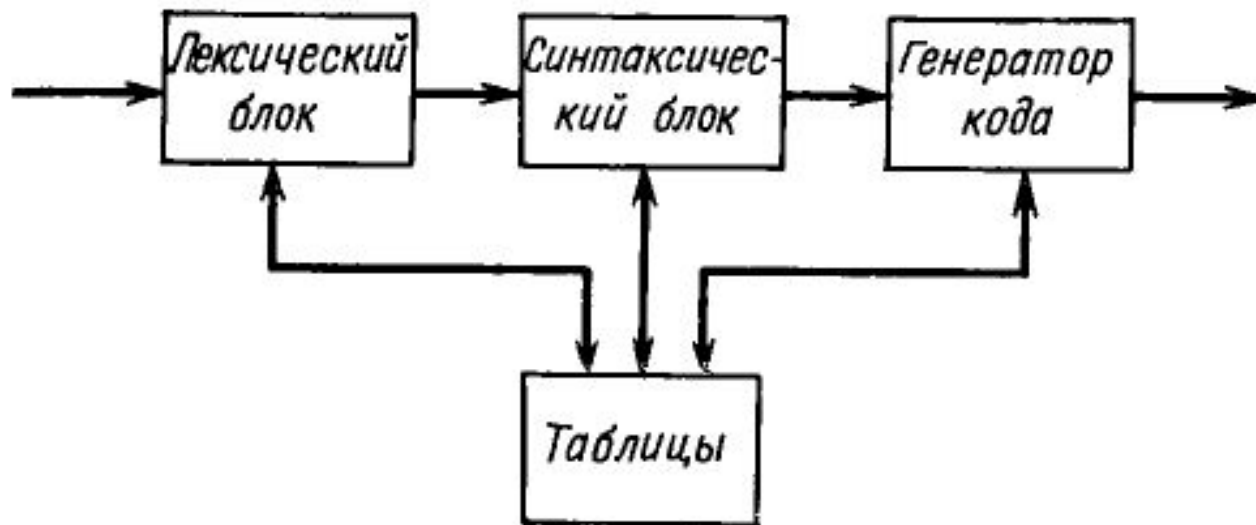 Лексический
блок
Синтаксичес-
кий блок
Генератор
кода
Таблицы